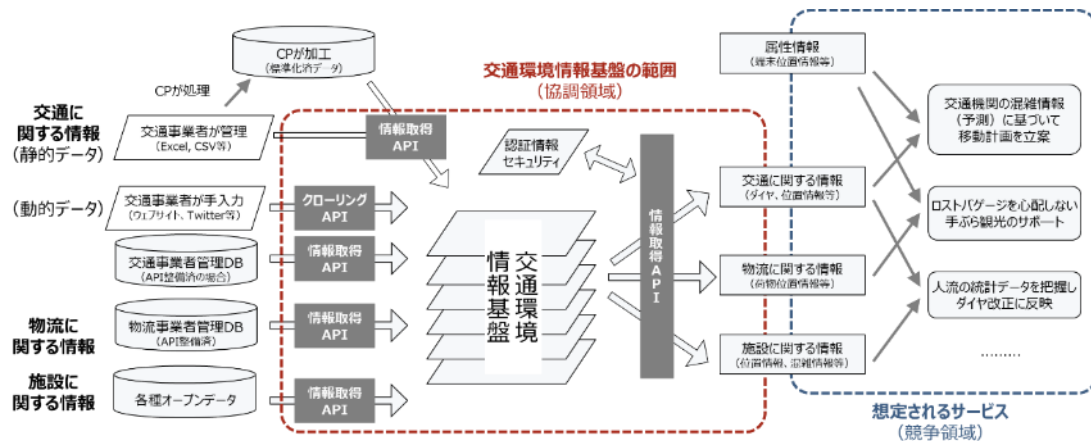 CPが加工
(標準化済データ)
CPが処理
交通に
関する情報
(静的データ)
交通事業者が管理
(Excel, CSV等)
情報取得
API
(動的データ)
交通事業者が手入力
(ウェブサイト、Twitter等)
クローリング
API
交通事業者管理DB
(API整備済の場合)
情報取得
API
物流に
関する情報
物流事業者管理DB
(API整備済)
情報取得
API
施設に
関する情報
各種オープンデータ
情報取得
API
交通環境情報基盤の範囲
(協調領域)
認証情報
セキュリティ
交通環境
情報基盤
情報取得API
属性情報
(端末位置情報等)
交通に関する情報
(ダイヤ、位置情報等)
物流に関する情報
(荷物位置情報等)
施設に関する情報
(位置情報、混雑情報等)
交通機関の混雑情報
(予測)に基づいて
移動計画を立案
ロストバゲージを心配しない
手ぶら観光のサポート
人流の統計データを把握し
ダイヤ改正に反映
………
想定されるサービス
(競争領域)